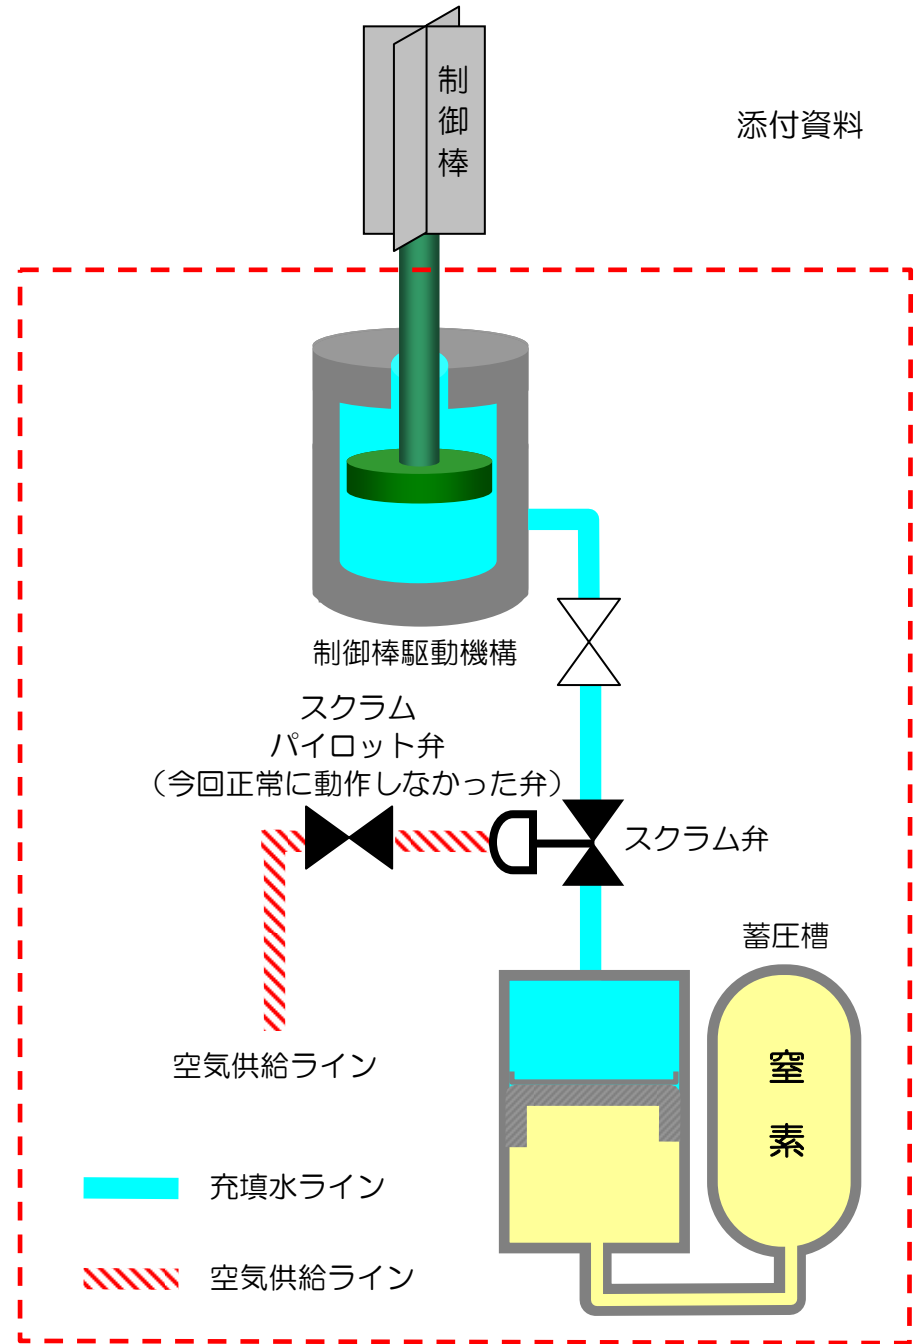 添付資料
制御棒
制御棒駆動機構
スクラム
パイロット弁
（今回正常に動作しなかった弁）
スクラム弁
蓄圧槽
空気供給ライン
窒素
充填水ライン
空気供給ライン